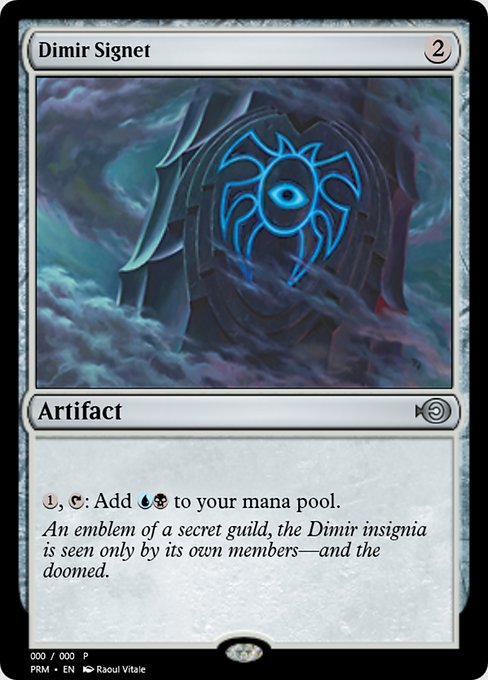 Dimir Signet 2
Artifact
1, : Add to your mana pool.
An emblem of a secret guild, the Dimir insignia
is seen only by its own members—and the
doomed.
000 / 000 P
PRM • EN Raoul Vitale